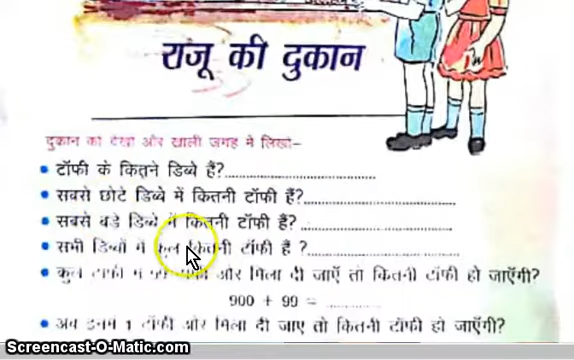 राजू की दुकान
दुकान को देखो और खाली जगह में लिखो–
टॉफी के कितने डिब्बे हैं?
सबसे छोटे डिब्बे में कितनी टॉफी हैं?
सबसे बड़े डिब्बे में कितनी टॉफी हैं?
सभी डिब्बों में कुल कितनी टॉफी हैं ?
कुल टॉफी में 99 टॉफी और मिला दी जाएँ तो कितनी टॉफी हो जाएँगी?
900 + 99 =
अब इनमें 1 टॉफी और मिला दी जाए तो कितनी टॉफी हो जाएँगी?
Screencast-O-Matic.com